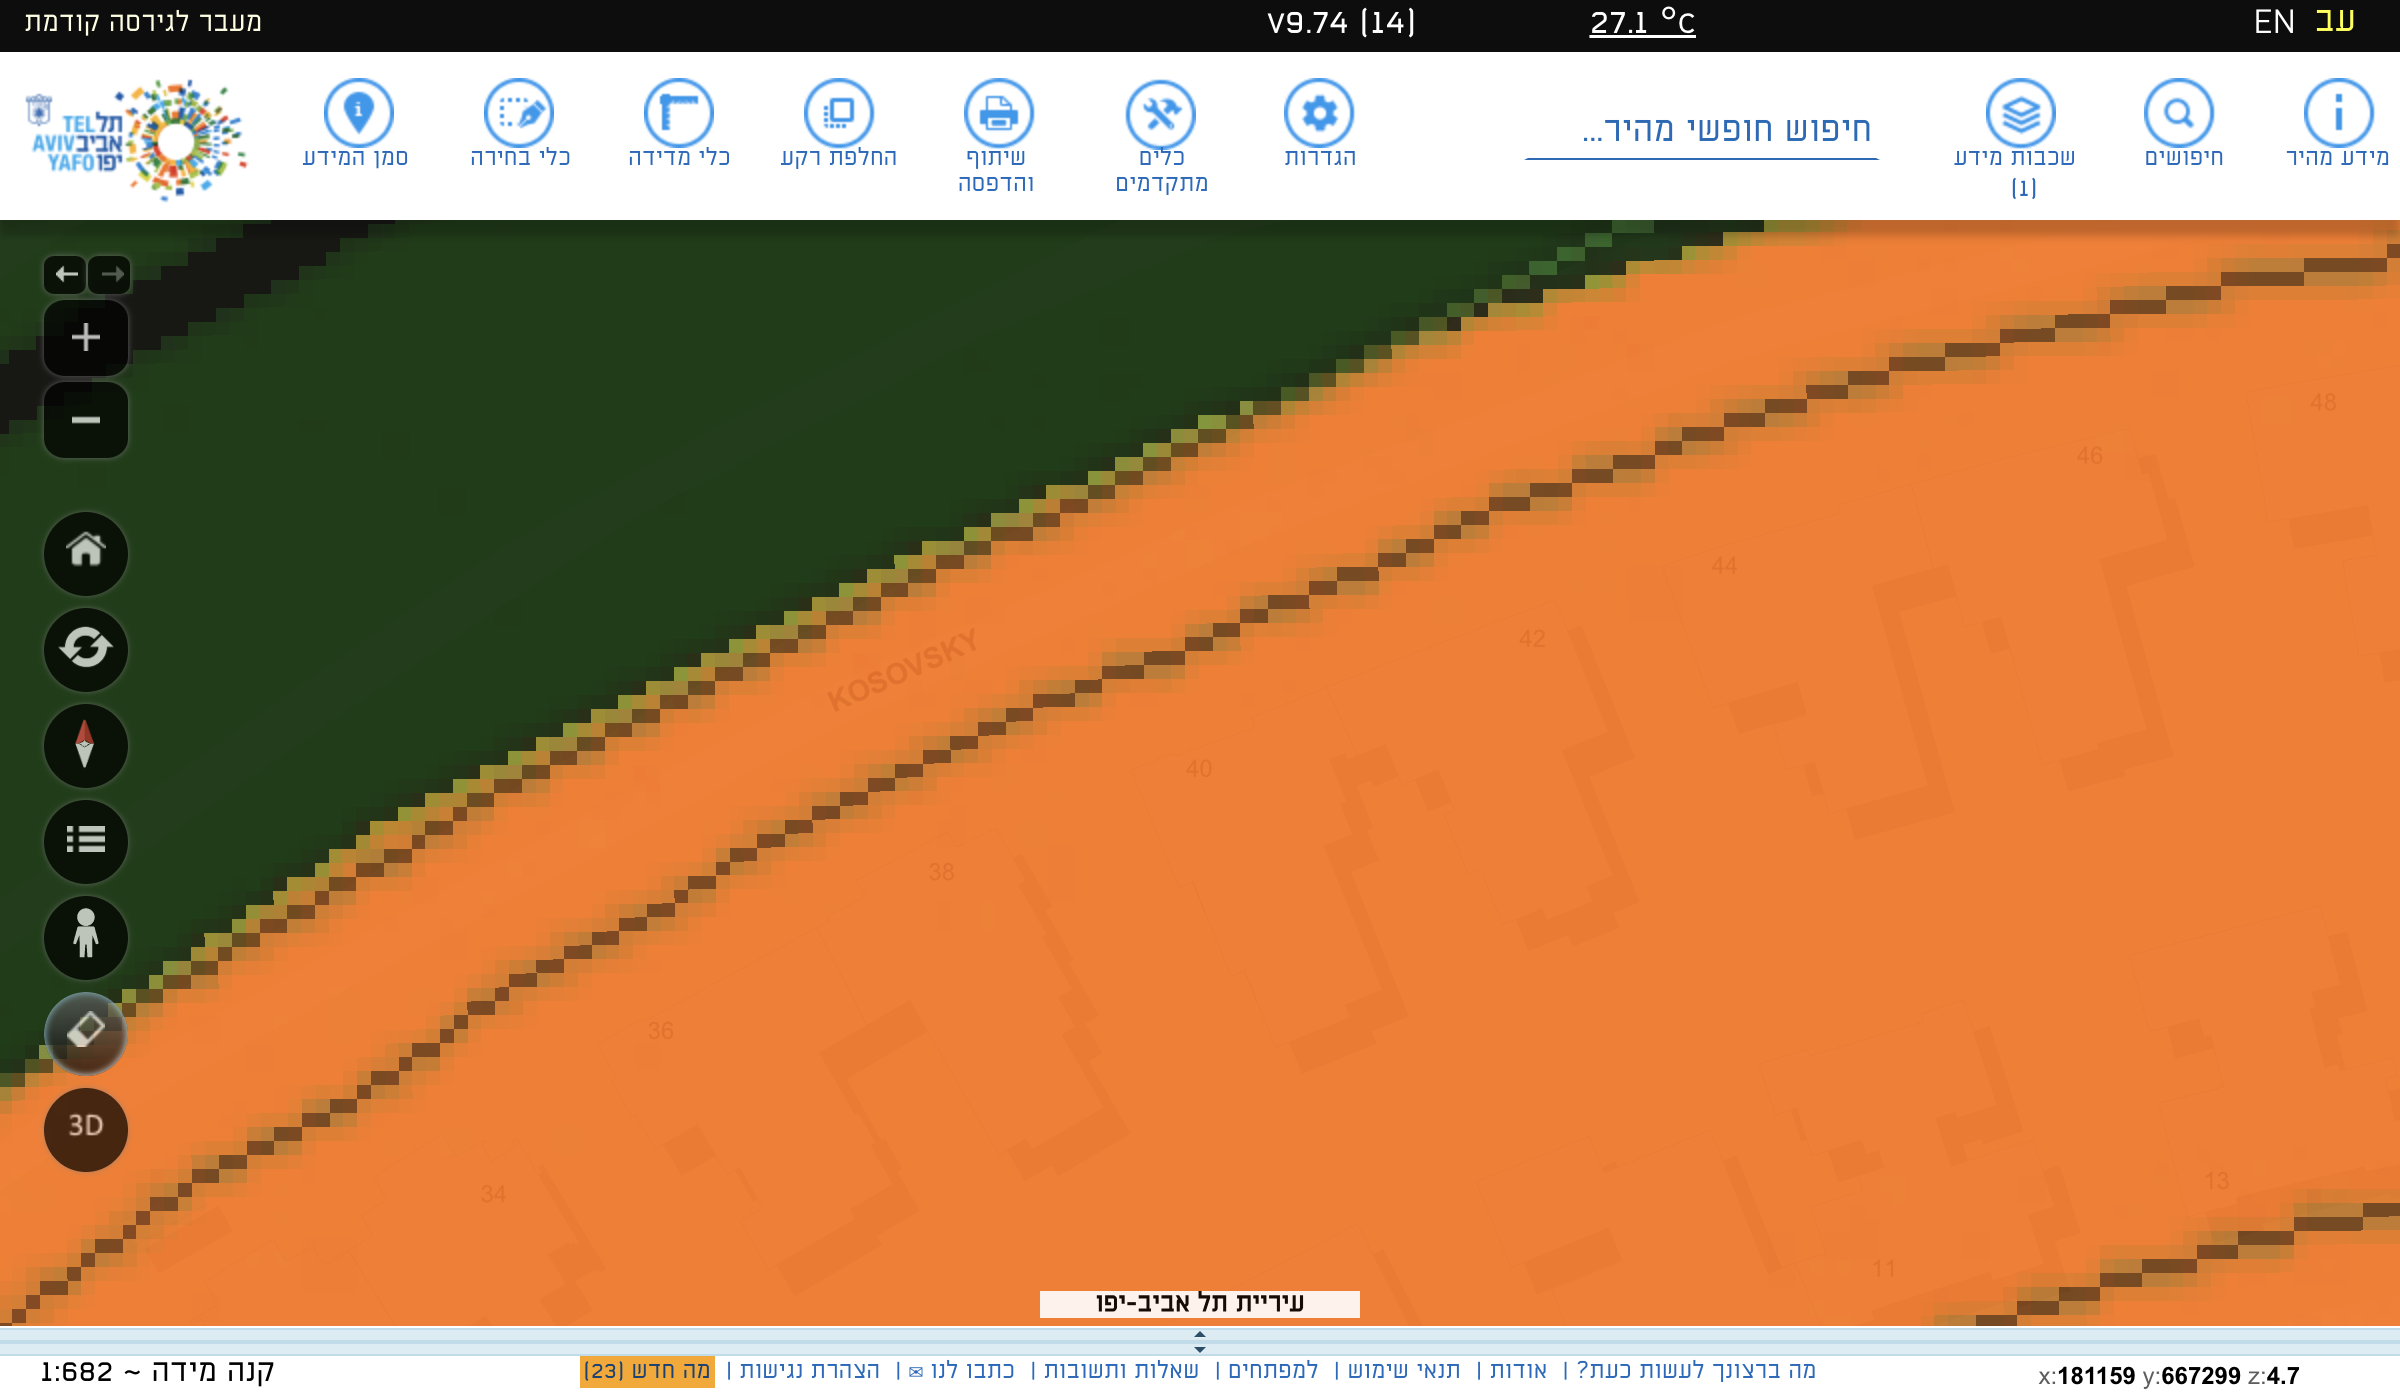 מעבר לגירסה קודמת
V9.74 (14)
27.1 °C
EN עב
תל TEL
אביב AVIV
יפו YAFO
סמן המידע
כלי בחירה
כלי מדידה
החלפת רקע
שיתוף והדפסה
כלים מתקדמים
הגדרות
חיפוש חופשי מהיר...
שכבות מידע (1)
חיפושים
מידע מהיר
48
46
44
42
KOSOVSKY
40
38
36
34
13
11
3D
עיריית תל אביב-יפו
קנה מידה ~ 1:682
מה ברצונך לעשות כעת? | אודות | תנאי שימוש | למפתחים | שאלות ותשובות | כתבו לנו ✉ | הצהרת נגישות | מה חדש (23)
x:181159 y:667299 z:4.7